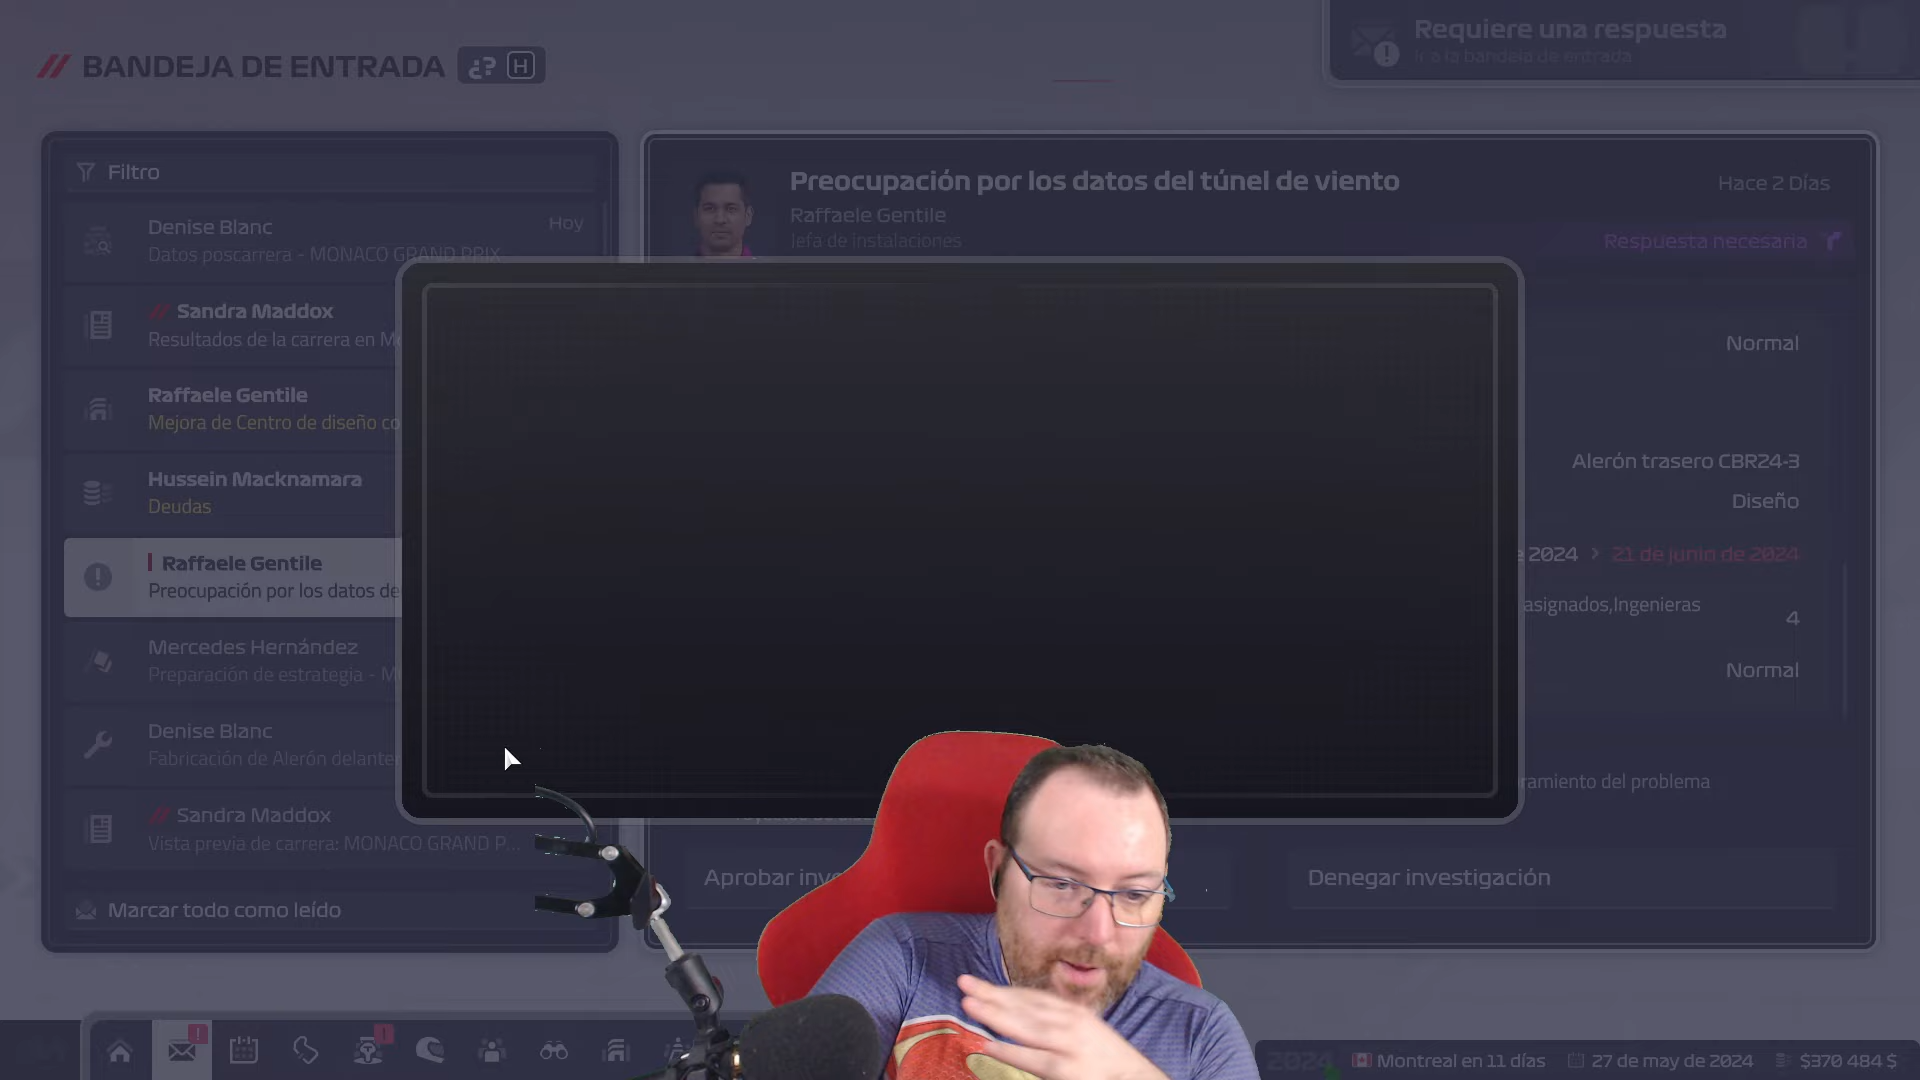 BANDEJA DE ENTRADA ¿? H
Requiere una respuesta
Ir a la bandeja de entrada
Filtro
Denise Blanc
Hoy
Datos poscarrera - MONACO GRAND PRIX
Sandra Maddox
Resultados de la carrera en M
Raffaele Gentile
Mejora de Centro de diseño co
Hussein Macknamara
Deudas
Raffaele Gentile
Preocupación por los datos de
Mercedes Hernández
Preparación de estrategia - M
Denise Blanc
Fabricación de Alerón delanter
Sandra Maddox
Vista previa de carrera: MONACO GRAND P...
Marcar todo como leído
Preocupación por los datos del túnel de viento
Hace 2 Días
Raffaele Gentile
Jefa de instalaciones
Respuesta necesaria
Normal
Alerón trasero CBR24-3
Diseño
e 2024 > 21 de junio de 2024
asignados,Ingenieras
4
Normal
ramiento del problema
Aprobar inve
Denegar investigación
2024
Montreal en 11 días
27 de may de 2024
$370 484 $